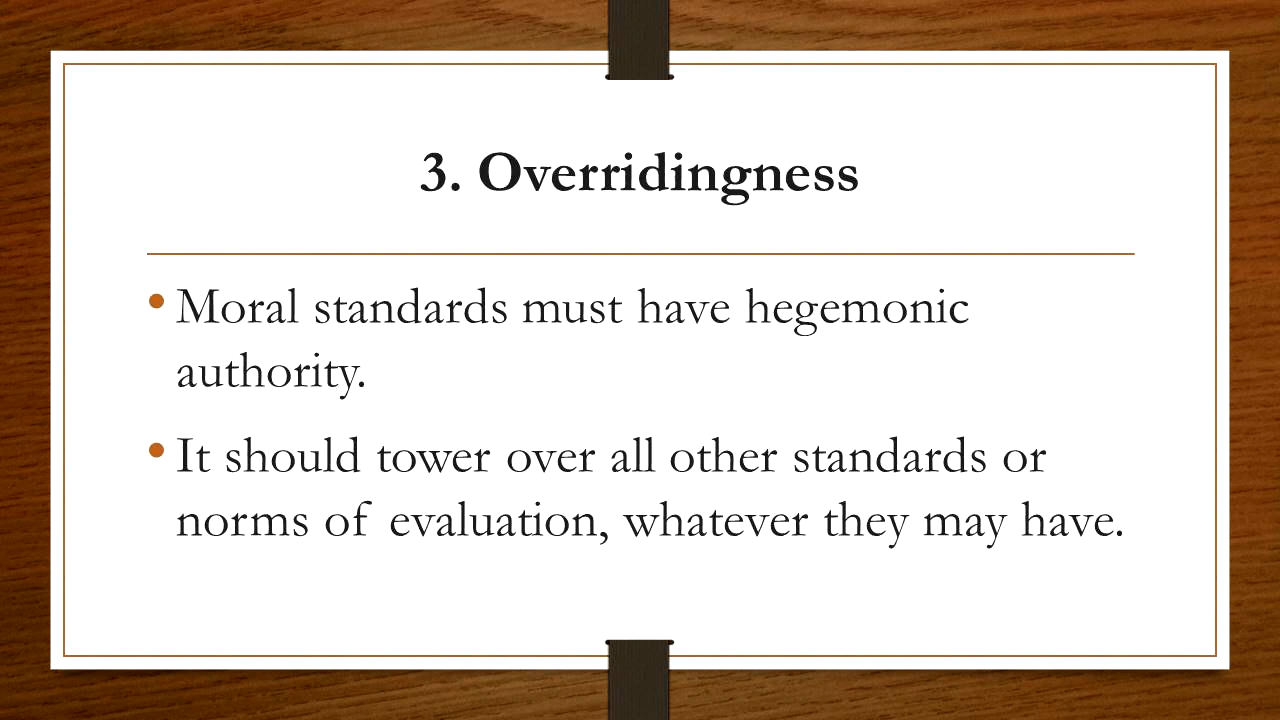 3. Overridingness
• Moral standards must have hegemonic
authority.
• It should tower over all other standards or
norms of evaluation, whatever they may have.